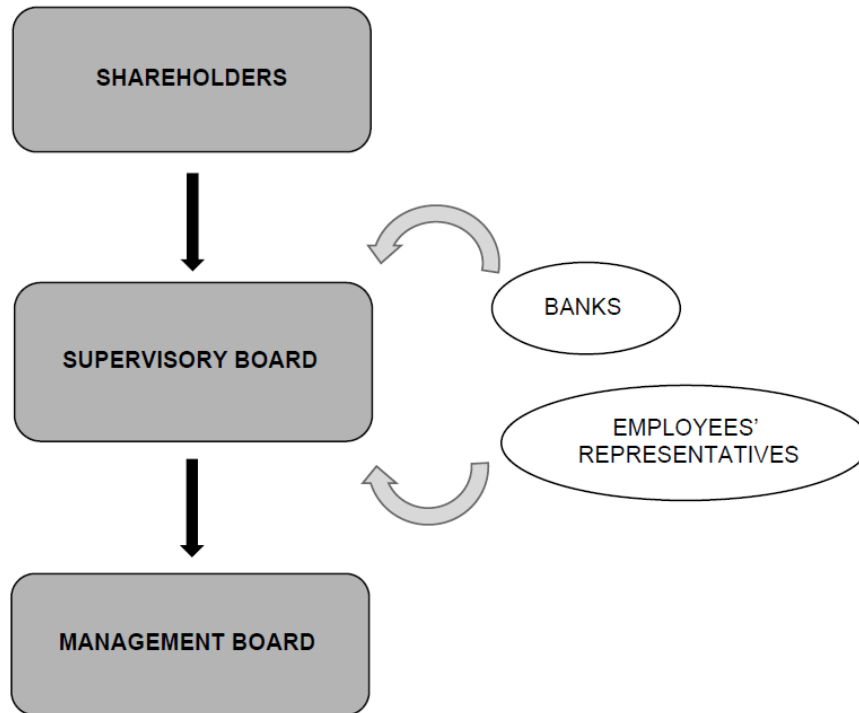 SHAREHOLDERS
BANKS
SUPERVISORY BOARD
EMPLOYEES’
REPRESENTATIVES
MANAGEMENT BOARD